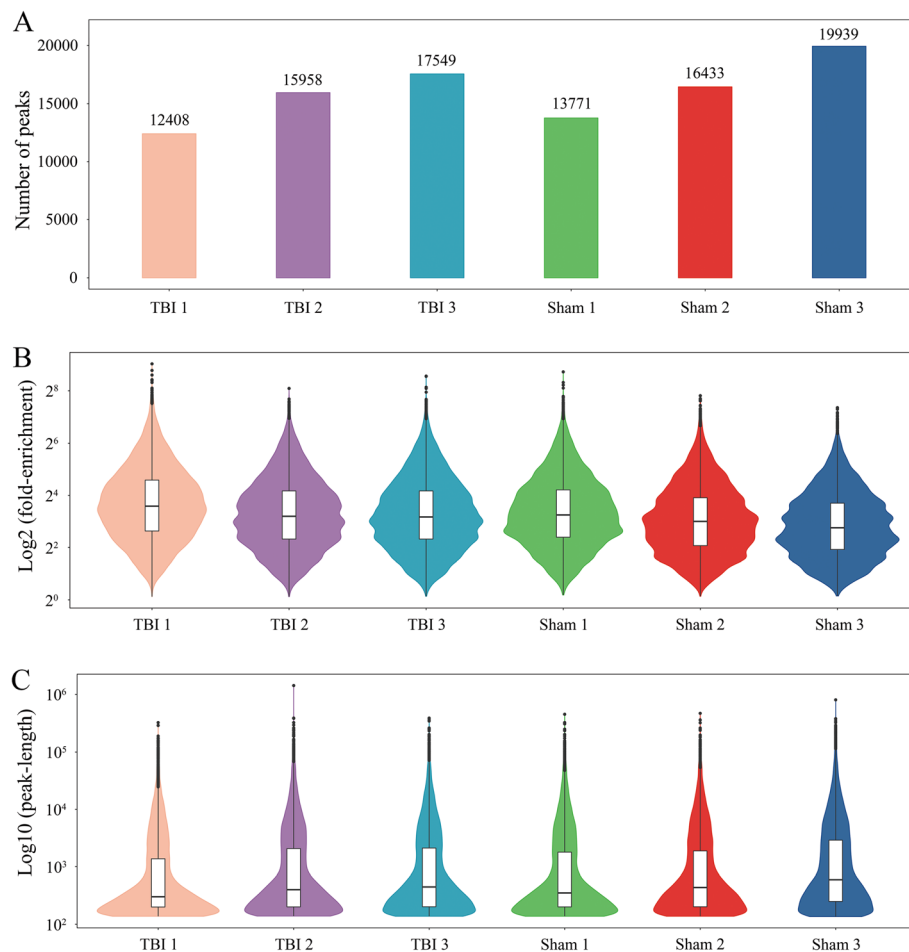 A
Number of peaks
20000
15000
10000
5000
0
12408
15958
17549
13771
16433
19939
TBI 1
TBI 2
TBI 3
Sham 1
Sham 2
Sham 3
B
Log2 (fold-enrichment)
2⁸
2⁶
2⁴
2²
2⁰
TBI 1
TBI 2
TBI 3
Sham 1
Sham 2
Sham 3
C
Log10 (peak-length)
10⁶
10⁵
10⁴
10³
10²
TBI 1
TBI 2
TBI 3
Sham 1
Sham 2
Sham 3